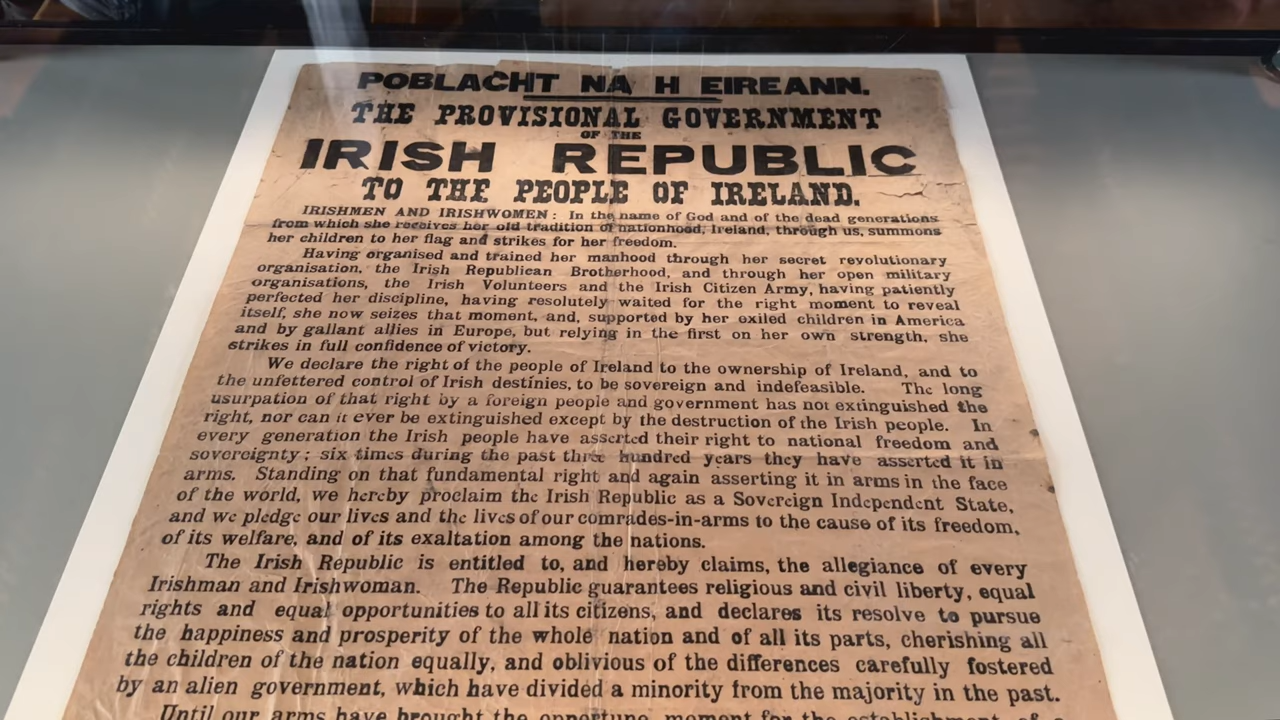 POBLACHT NA H EIREANN.
THE PROVISIONAL GOVERNMENT
OF THE
IRISH REPUBLIC
TO THE PEOPLE OF IRELAND.
IRISHMEN AND IRISHWOMEN : In the name of God and of the dead generations
from which she receives her old tradition of nationhood, Ireland, through us, summons
her children to her flag and strikes for her freedom.
Having organised and trained her manhood through her secret revolutionary
organisation, the Irish Republican Brotherhood, and through her open military
organisations, the Irish Volunteers and the Irish Citizen Army, having patiently
perfected her discipline, having resolutely waited for the right moment to reveal
itself, she now seizes that moment, and, supported by her exiled children in America
and by gallant allies in Europe, but relying in the first on her own strength, she
strikes in full confidence of victory.
We declare the right of the people of Ireland to the ownership of Ireland, and to
the unfettered control of Irish destinies, to be sovereign and indefeasible. The long
usurpation of that right by a foreign people and government has not extinguished the
right, nor can it ever be extinguished except by the destruction of the Irish people. In
every generation the Irish people have asserted their right to national freedom and
sovereignty ; six times during the past three hundred years they have asserted it in
arms. Standing on that fundamental right and again asserting it in arms in the face
of the world, we hereby proclaim the Irish Republic as a Sovereign Independent State,
and we pledge our lives and the lives of our comrades-in-arms to the cause of its freedom,
of its welfare, and of its exaltation among the nations.
The Irish Republic is entitled to, and hereby claims, the allegiance of every
Irishman and Irishwoman. The Republic guarantees religious and civil liberty, equal
rights and equal opportunities to all its citizens, and declares its resolve to pursue
the happiness and prosperity of the whole nation and of all its parts, cherishing all
the children of the nation equally, and oblivious of the differences carefully fostered
by an alien government, which have divided a minority from the majority in the past.
Until our arms have brought the opportune moment for the establishment of a